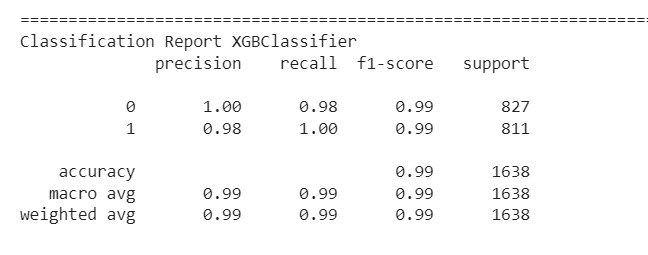 ==========================================================================
Classification Report XGBClassifier
              precision    recall  f1-score   support

           0       1.00      0.98      0.99       827
           1       0.98      1.00      0.99       811

    accuracy                           0.99      1638
   macro avg       0.99      0.99      0.99      1638
weighted avg       0.99      0.99      0.99      1638